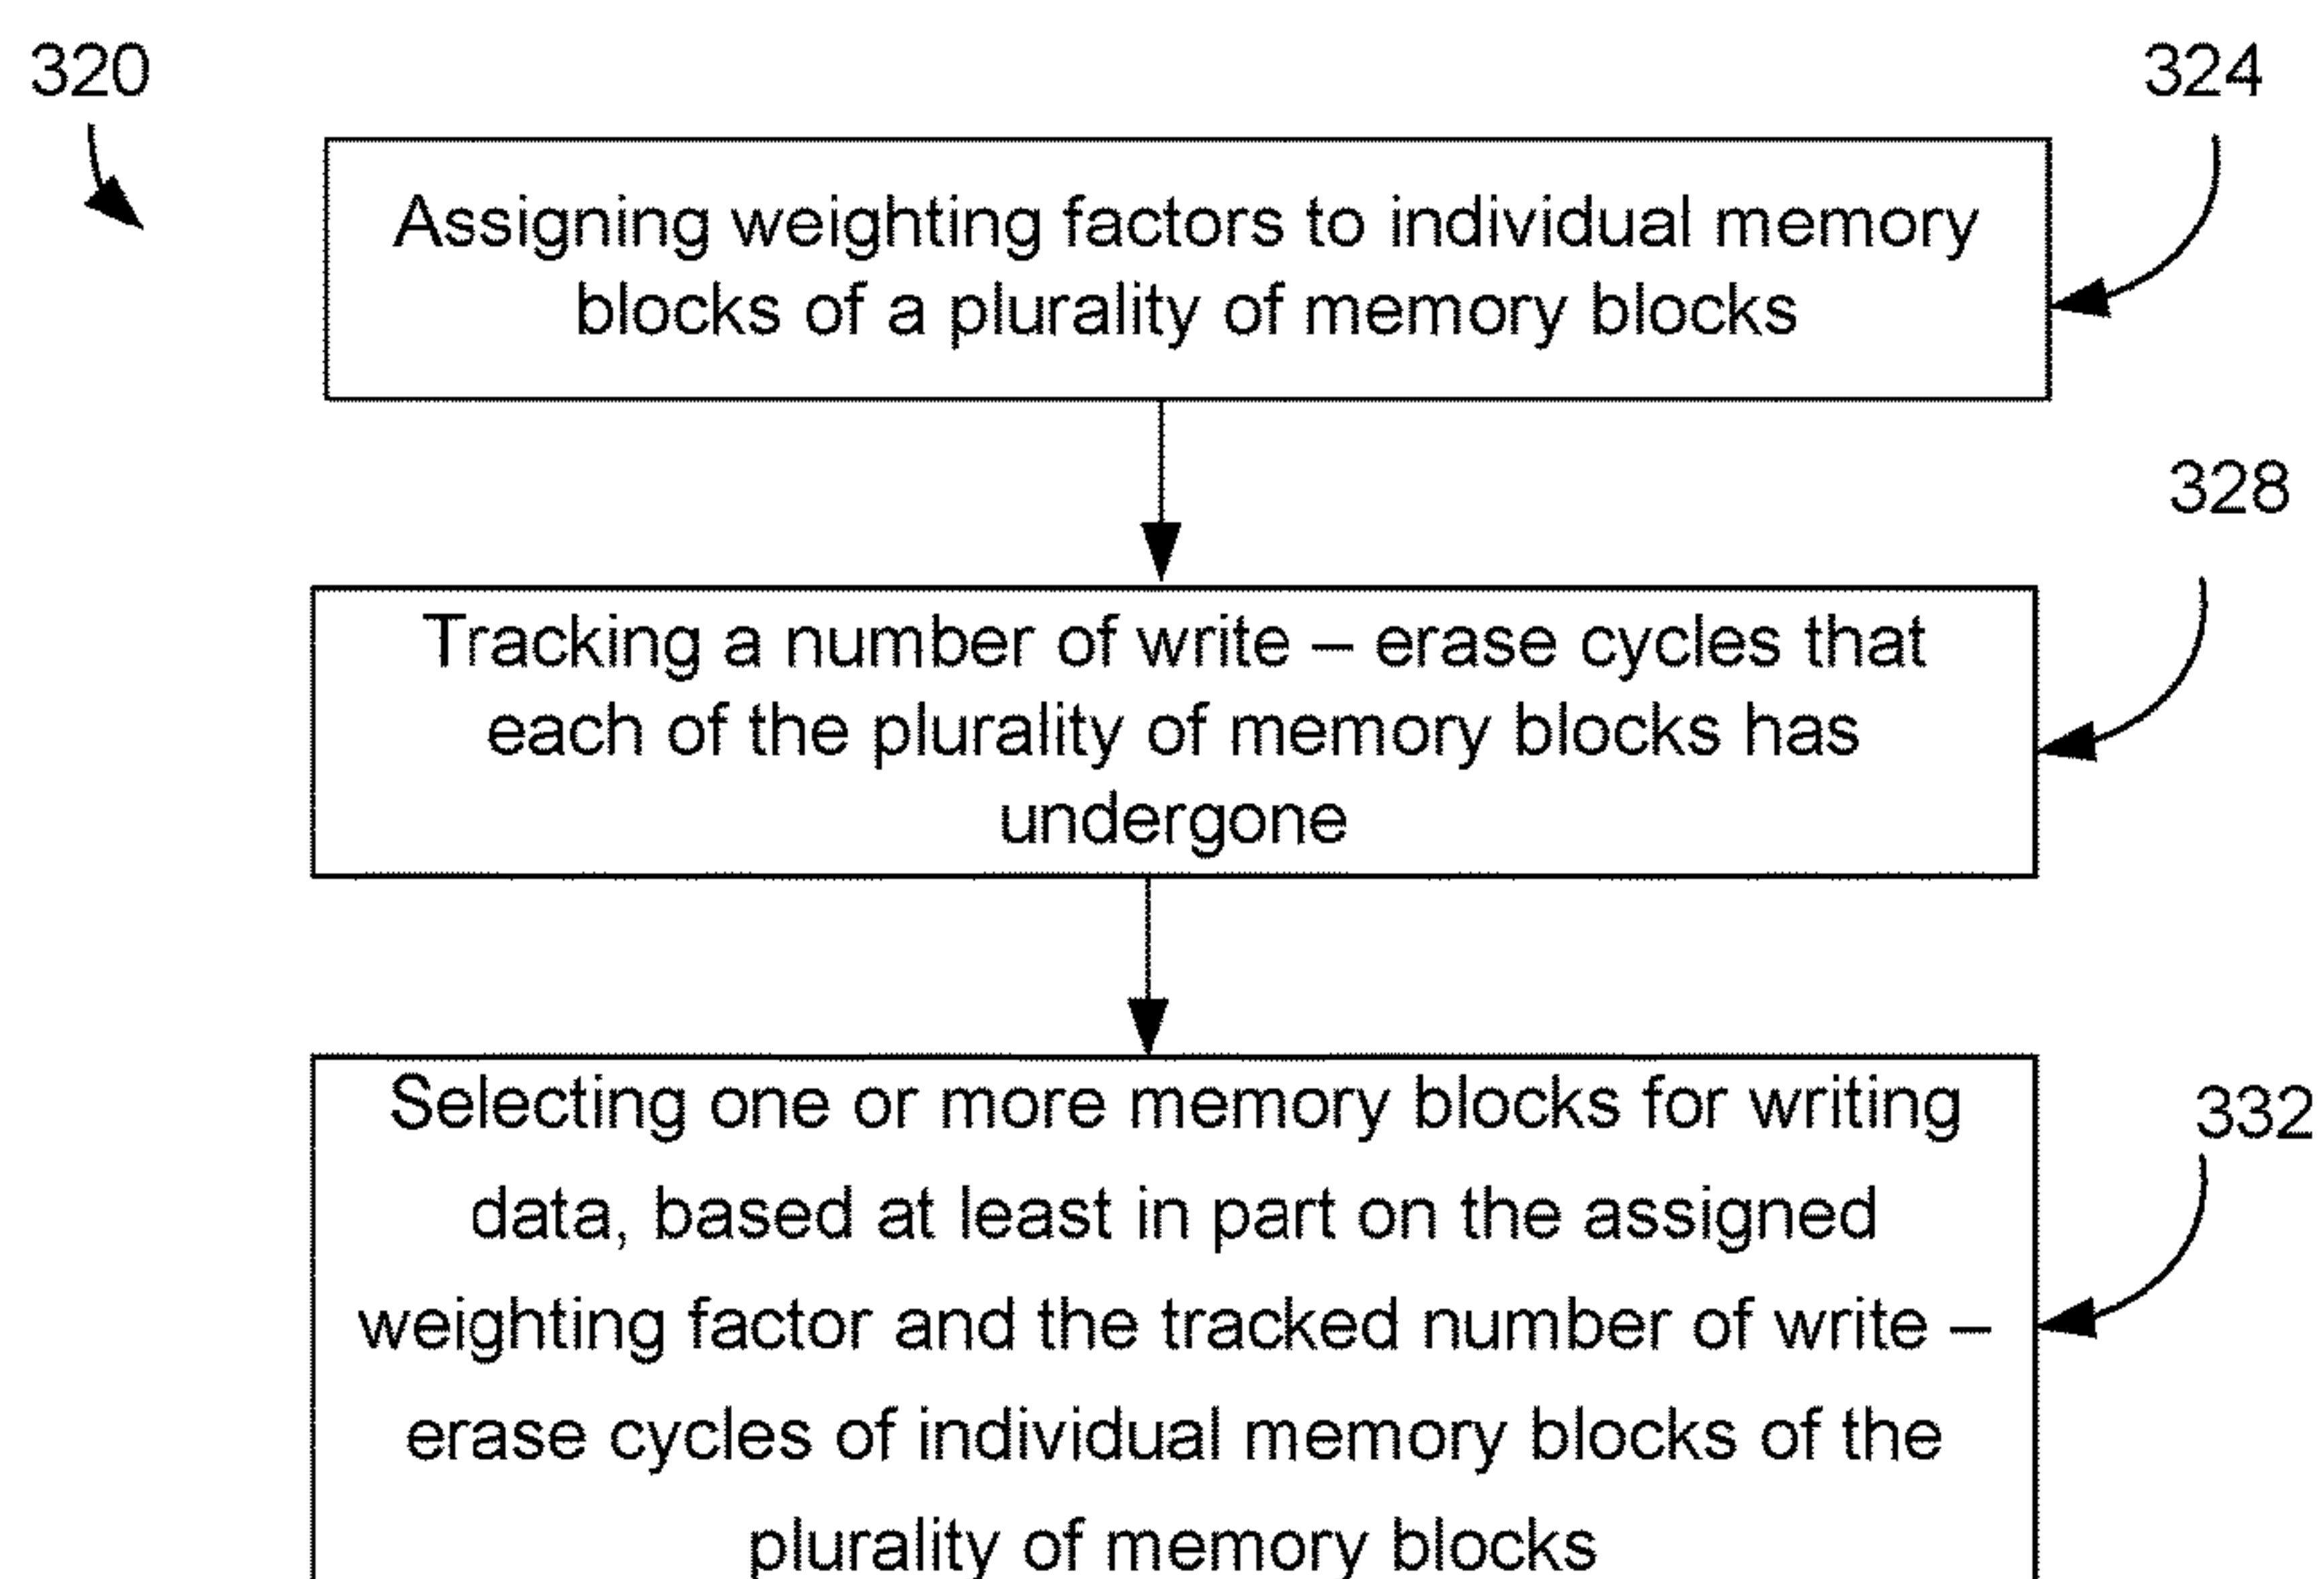 320
324
Assigning weighting factors to individual memory
blocks of a plurality of memory blocks
328
Tracking a number of write – erase cycles that
each of the plurality of memory blocks has
undergone
Selecting one or more memory blocks for writing
332
data, based at least in part on the assigned
weighting factor and the tracked number of write –
erase cycles of individual memory blocks of the
plurality of memory blocks